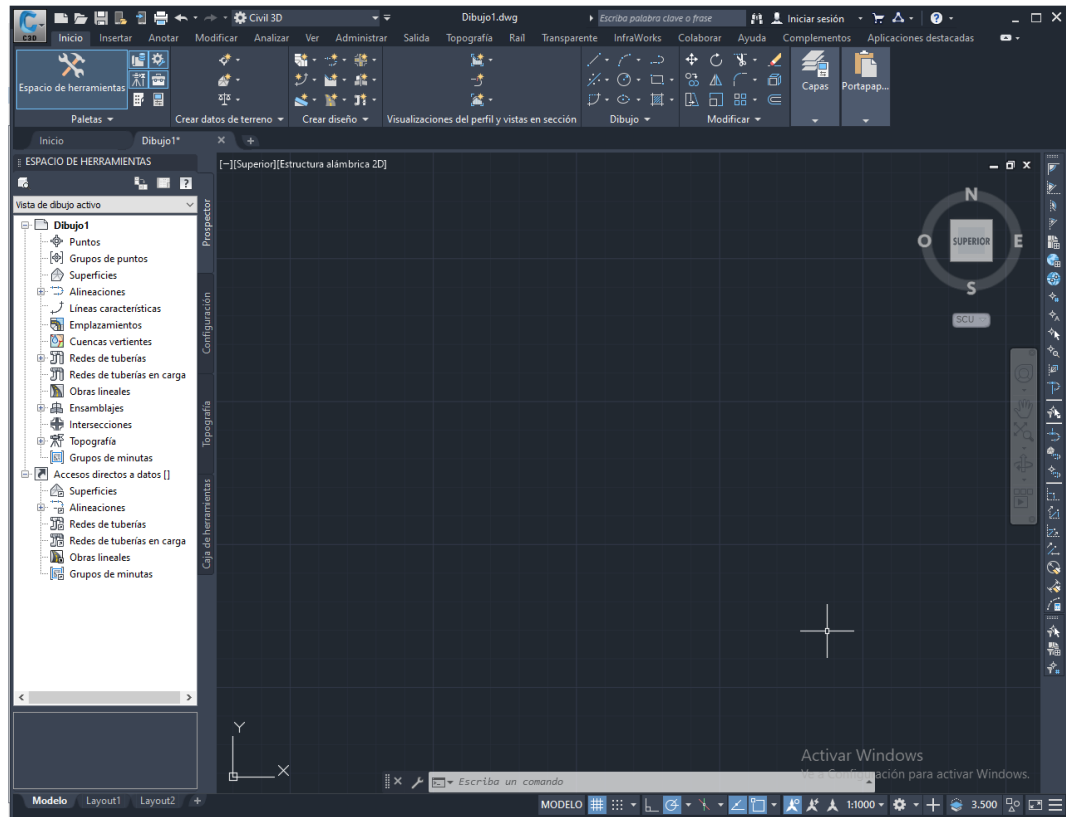 C3D
Civil 3D
Dibujo1.dwg
Escriba palabra clave o frase
Iniciar sesión
Inicio Insertar Anotar Modificar Analizar Ver Administrar Salida Topografía Rail Transparente InfraWorks Colaborar Ayuda Complementos Aplicaciones destacadas
Espacio de herramientas
Capas
Portapap...
Paletas
Crear datos de terreno
Crear diseño
Visualizaciones del perfil y vistas en sección
Dibujo
Modificar
Inicio
Dibujo1*
ESPACIO DE HERRAMIENTAS
[−][Superior][Estructura alámbrica 2D]
Vista de dibujo activo
Dibujo1
Puntos
Grupos de puntos
Superficies
Alineaciones
Líneas características
Emplazamientos
Cuencas vertientes
Redes de tuberías
Redes de tuberías en carga
Obras lineales
Ensamblajes
Intersecciones
Topografía
Grupos de minutas
Accesos directos a datos []
Superficies
Alineaciones
Redes de tuberías
Redes de tuberías en carga
Obras lineales
Grupos de minutas
Prospector
Configuración
Topografía
Caja de herramientas
N
O
SUPERIOR
E
S
SCU
Y
X
Escriba un comando
Activar Windows
ación para activar Windows.
Modelo Layout1 Layout2 +
MODELO
1:1000
3.500